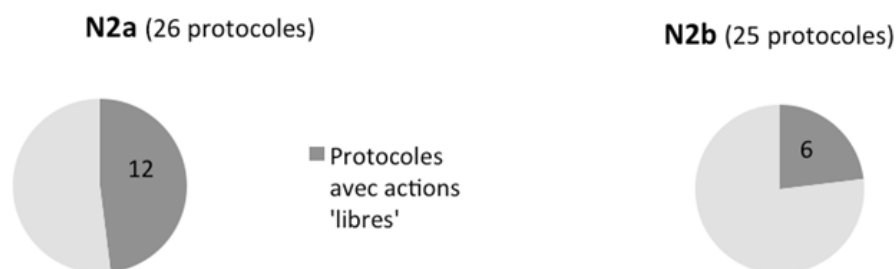 N2a (26 protocoles)
12
Protocoles
avec actions
'libres'
N2b (25 protocoles)
6